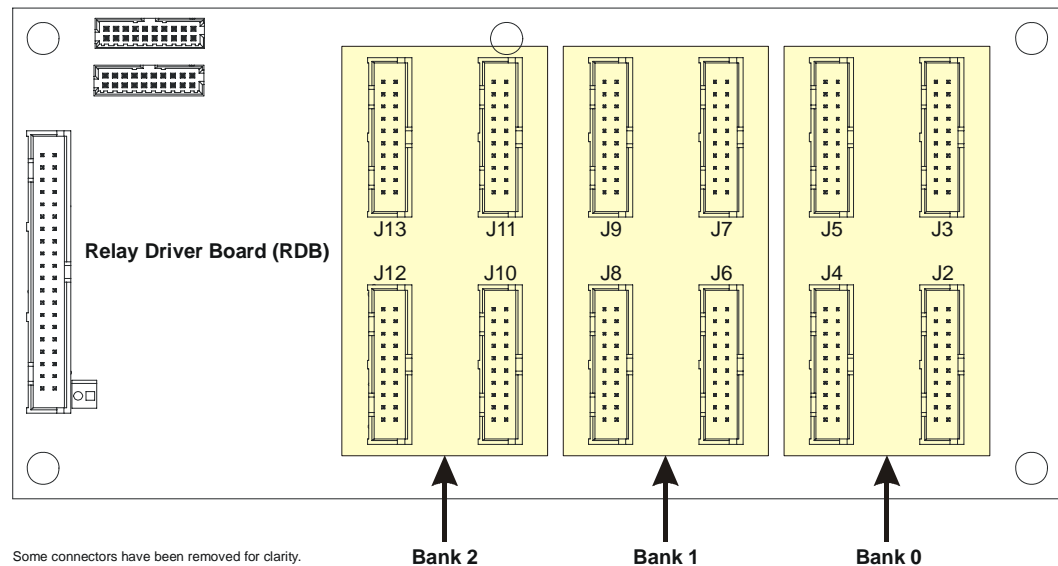 J13 J11 J9 J7 J5 J3
Relay Driver Board (RDB)
J12 J10 J8 J6 J4 J2
Some connectors have been removed for clarity.
Bank 2 Bank 1 Bank 0